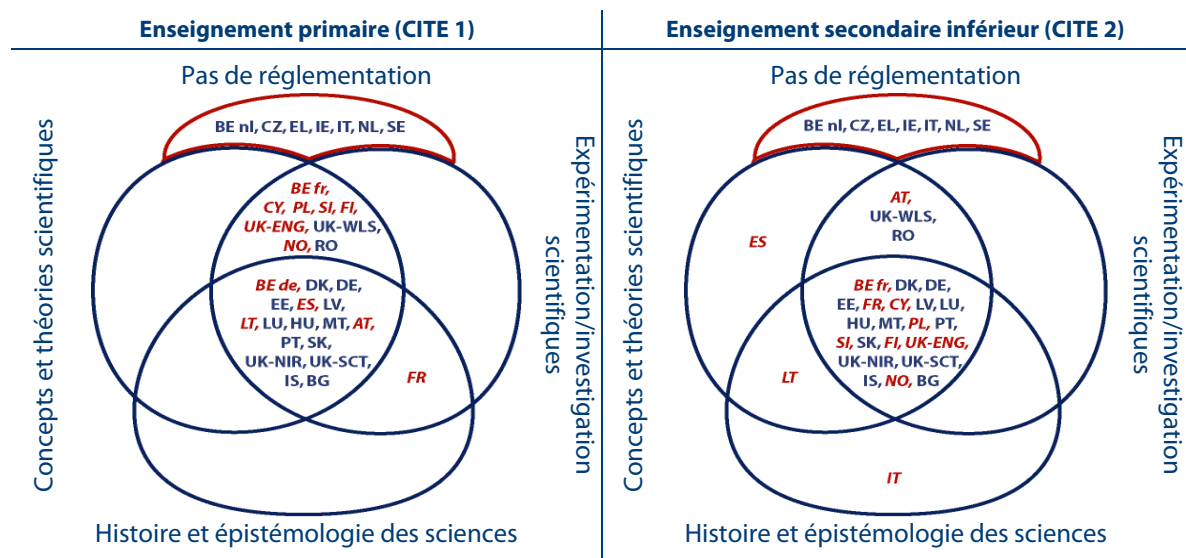 Enseignement primaire (CITE 1)
Pas de réglementation
BE nl, CZ, EL, IE, IT, NL, SE
Concepts et théories scientifiques
Expérimentation/investigation
scientifiques
BE fr,
CY, PL, SI, FI,
UK-ENG, UK-WLS,
NO, RO
BE de, DK, DE,
EE, ES, LV,
LT, LU, HU, MT, AT,
PT, SK,
UK-NIR, UK-SCT,
IS, BG
FR
Histoire et épistémologie des sciences
Enseignement secondaire inférieur (CITE 2)
Pas de réglementation
BE nl, CZ, EL, IE, IT, NL, SE
Concepts et théories scientifiques
Expérimentation/investigation
scientifiques
AT,
UK-WLS,
RO
ES
BE fr, DK, DE,
EE, FR, CY, LV, LU,
HU, MT, PL, PT,
SI, SK, FI, UK-ENG,
UK-NIR, UK-SCT,
IS, NO, BG
LT
IT
Histoire et épistémologie des sciences